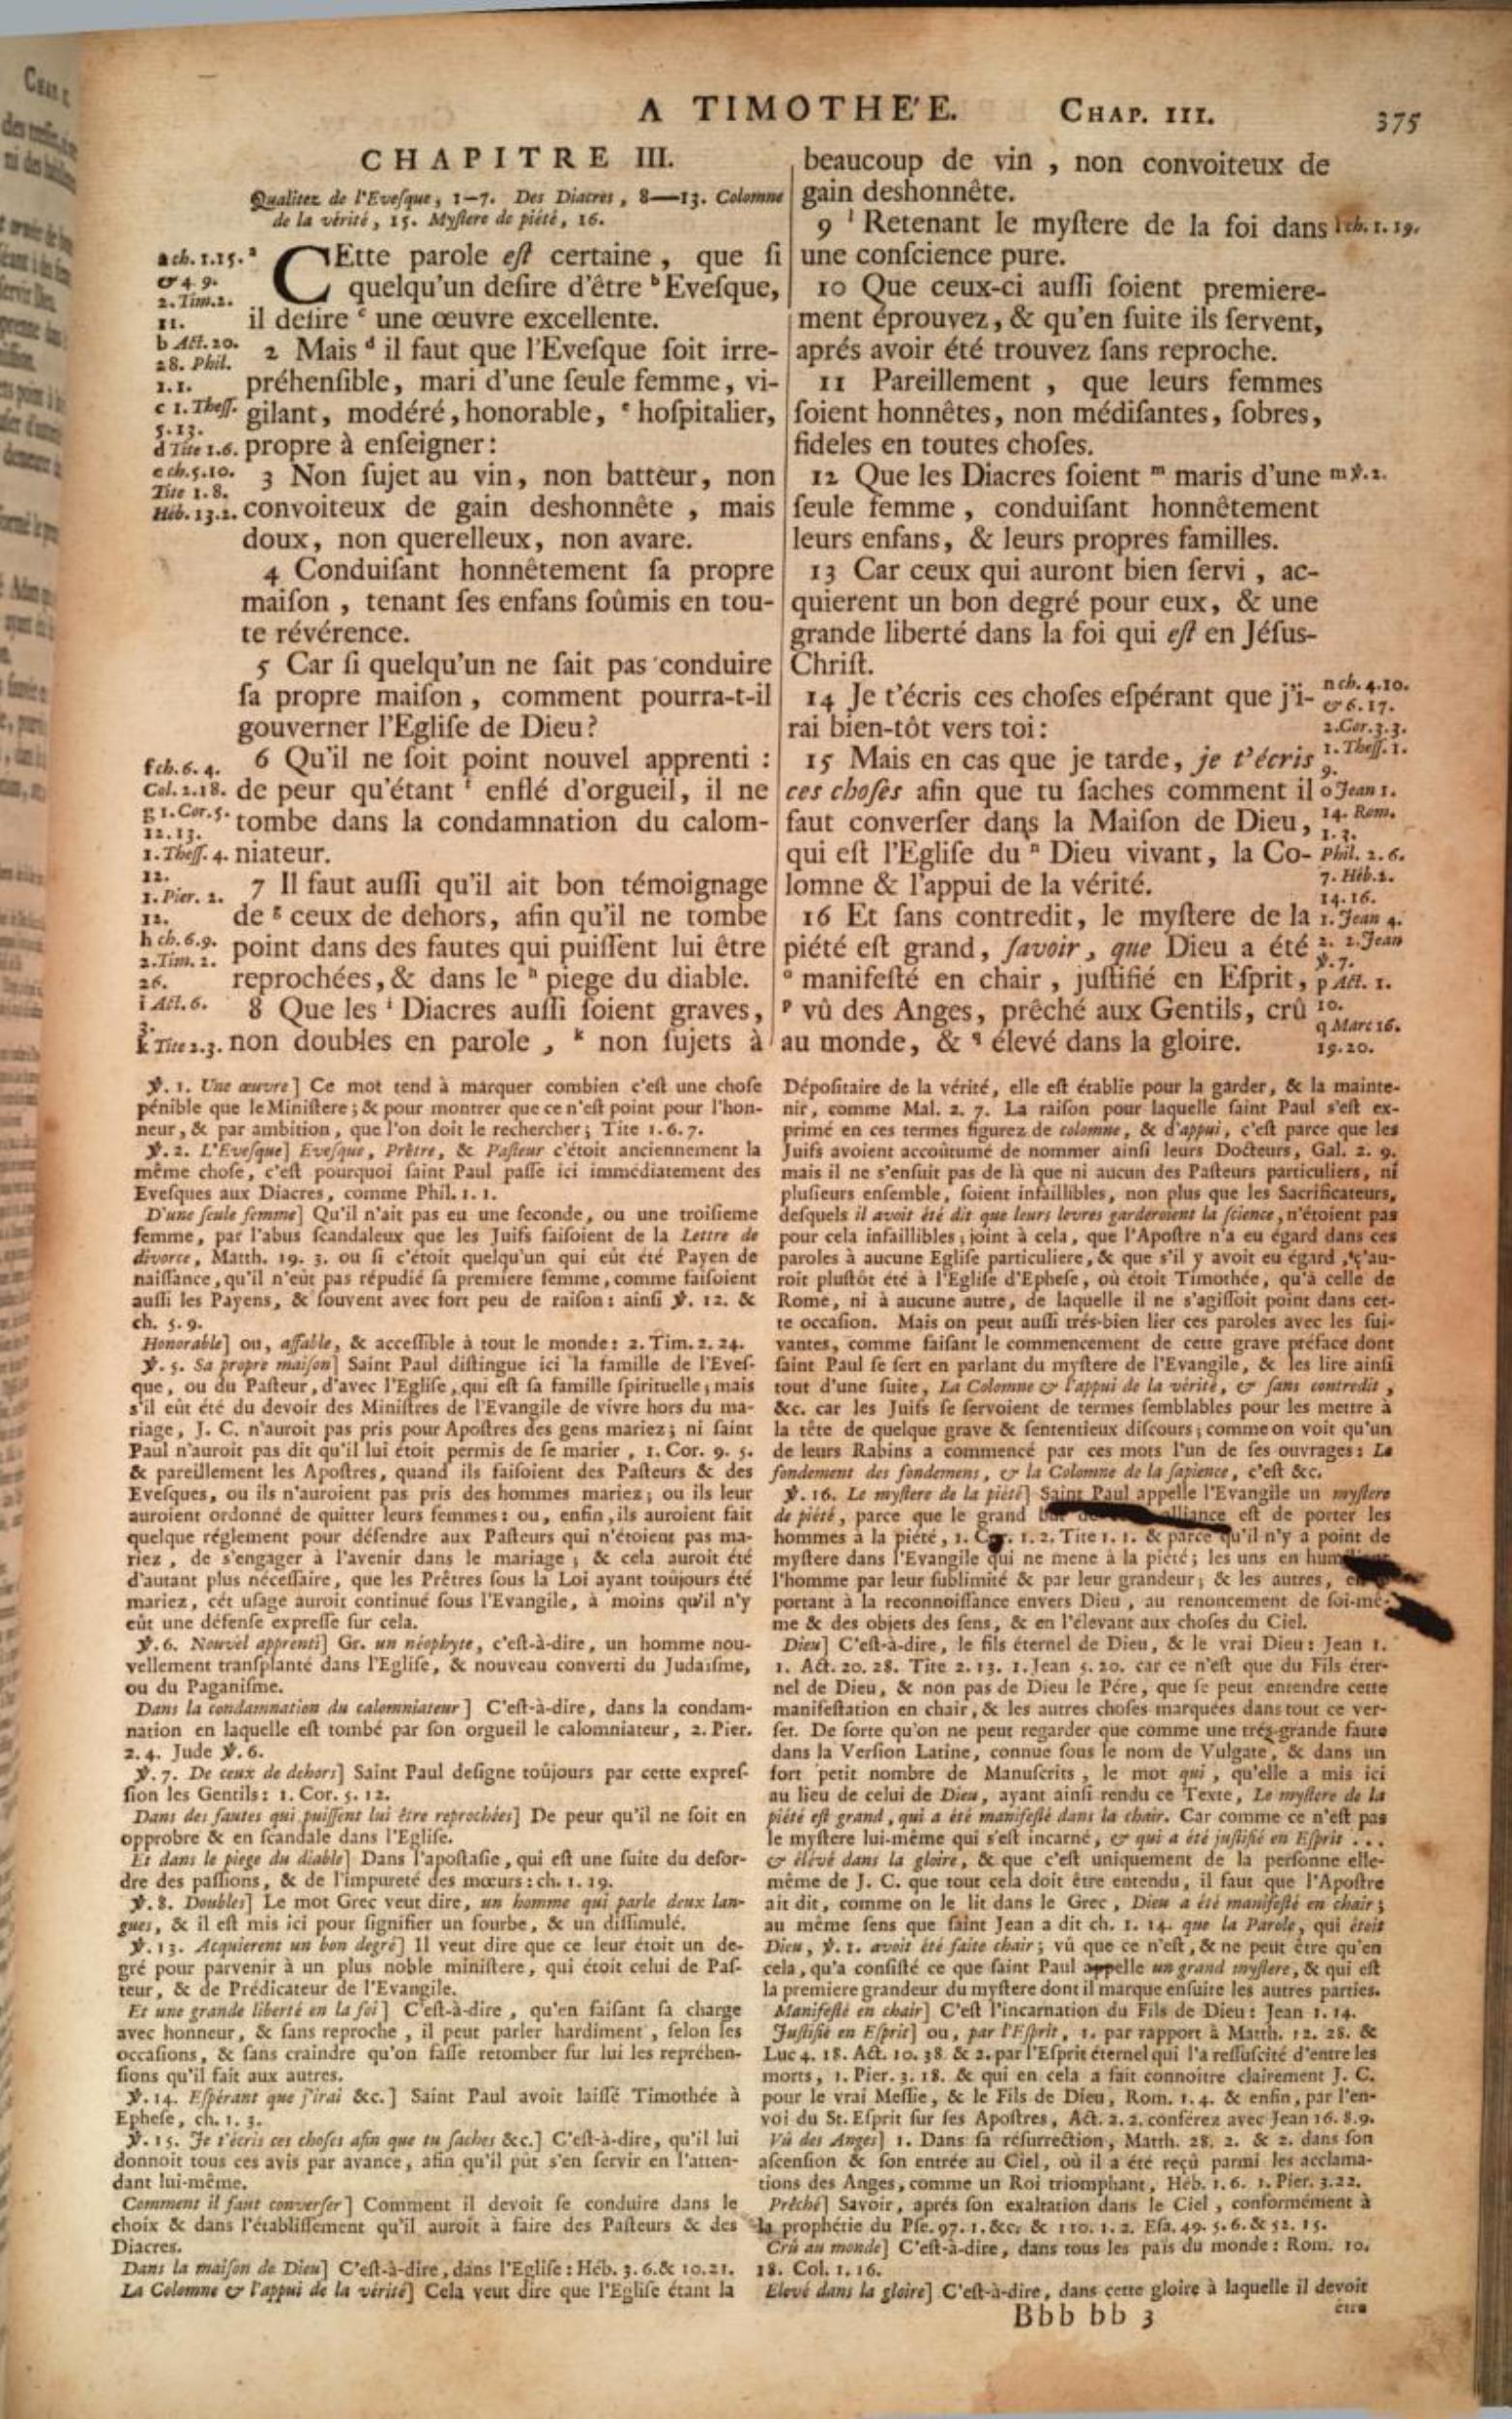 A TIMOTHE'E. CHAP. III. 375
CHAPITRE III.
Qualitez de l'Evesque, 1-7. Des Diacres, 8—13. Colomne
de la vérité, 15. Mystere de piété, 16.
a CEtte parole est certaine, que si
quelqu'un desire d'être b Evesque,
il desire c une œuvre excellente.
2 Mais d il faut que l'Evesque soit irre-
préhensible, mari d'une seule femme, vi-
gilant, modéré, honorable, e hospitalier,
propre à enseigner:
3 Non sujet au vin, non batteur, non
convoiteux de gain deshonnête, mais
doux, non querelleux, non avare.
4 Conduisant honnêtement sa propre
maison, tenant ses enfans soûmis en tou-
te révérence.
5 Car si quelqu'un ne sait pas conduire
sa propre maison, comment pourra-t-il
gouverner l'Eglise de Dieu?
6 Qu'il ne soit point nouvel apprenti:
de peur qu'étant f enflé d'orgueil, il ne
tombe dans la condamnation du calom-
niateur.
7 Il faut aussi qu'il ait bon témoignage
de g ceux de dehors, afin qu'il ne tombe
point dans des fautes qui puissent lui être
reprochées, & dans le h piege du diable.
8 Que les i Diacres aussi soient graves,
non doubles en parole, k non sujets à
a ch. 1.15.
& 4. 9.
2. Tim. 2.
11.
b Act. 20.
28. Phil.
1.1.
c 1. Thess.
5.13.
d Tite 1.6.
e ch. 5.10.
Tite 1.8.
Héb. 13.2.
f ch. 6. 4.
Col. 2.18.
g 1. Cor. 5.
12.13.
1. Thess. 4.
12.
1. Pier. 2.
12.
h ch. 6.9.
2. Tim. 2.
26.
i Act. 6.
3.
k Tite 2.3.
beaucoup de vin, non convoiteux de
gain deshonnête.
9 l Retenant le mystere de la foi dans
une conscience pure.
10 Que ceux-ci aussi soient premiere-
ment éprouvez, & qu'en suite ils servent,
aprés avoir été trouvez sans reproche.
11 Pareillement, que leurs femmes
soient honnêtes, non médisantes, sobres,
fideles en toutes choses.
12 Que les Diacres soient m maris d'une
seule femme, conduisant honnêtement
leurs enfans, & leurs propres familles.
13 Car ceux qui auront bien servi, ac-
quierent un bon degré pour eux, & une
grande liberté dans la foi qui est en Jésus-
Christ.
14 Je t'écris ces choses espérant que j'i-
rai bien-tôt vers toi:
15 Mais en cas que je tarde, je t'écris
ces choses afin que tu saches comment il
faut converser dans la Maison de Dieu,
qui est l'Eglise du n Dieu vivant, la Co-
lomne & l'appui de la vérité.
16 Et sans contredit, le mystere de la
piété est grand, savoir, que Dieu a été
o manifesté en chair, justifié en Esprit,
p vû des Anges, prêché aux Gentils, crû
au monde, & q élevé dans la gloire.
l ch. 1. 19.
m ỳ. 2.
n ch. 4.10.
& 6. 17.
2. Cor. 3.3.
1. Thess. 1.
9.
o Jean 1.
14. Rom.
1. 3.
Phil. 2. 6.
7. Héb. 2.
14. 16.
1. Jean 4.
2. 2. Jean
ỳ. 7.
p Act. 1.
10.
q Marc 16.
19. 20.
ỳ. 1. Une œuvre] Ce mot tend à marquer combien c'est une chose
pénible que le Ministere; & pour montrer que ce n'est point pour l'hon-
neur, & par ambition, que l'on doit le rechercher; Tite 1. 6. 7.
ỳ. 2. L'Evesque] Evesque, Prêtre, & Pasteur c'étoit anciennement la
même chose, c'est pourquoi saint Paul passe ici immédiatement des
Evesques aux Diacres, comme Phil. 1. 1.
D'une seule femme] Qu'il n'ait pas eu une seconde, ou une troisieme
femme, par l'abus scandaleux que les Juifs faisoient de la Lettre de
divorce, Matth. 19. 3. ou si c'étoit quelqu'un qui eût été Payen de
naissance, qu'il n'eût pas répudié sa premiere femme, comme faisoient
aussi les Payens, & souvent avec fort peu de raison: ainsi ỳ. 12. &
ch. 5. 9.
Honorable] ou, affable, & accessible à tout le monde: 2. Tim. 2. 24.
ỳ. 5. Sa propre maison] Saint Paul distingue ici la famille de l'Eves-
que, ou du Pasteur, d'avec l'Eglise, qui est sa famille spirituelle; mais
s'il eût été du devoir des Ministres de l'Evangile de vivre hors du ma-
riage, J. C. n'auroit pas pris pour Apostres des gens mariez; ni saint
Paul n'auroit pas dit qu'il lui étoit permis de se marier, 1. Cor. 9. 5.
& pareillement les Apostres, quand ils faisoient des Pasteurs & des
Evesques, ou ils n'auroient pas pris des hommes mariez; ou ils leur
auroient ordonné de quitter leurs femmes: ou, enfin, ils auroient fait
quelque réglement pour défendre aux Pasteurs qui n'étoient pas ma-
riez, de s'engager à l'avenir dans le mariage; & cela auroit été
d'autant plus nécessaire, que les Prêtres sous la Loi ayant toûjours été
mariez, cét usage auroit continué sous l'Evangile, à moins qu'il n'y
eût une défense expresse sur cela.
ỳ. 6. Nouvel apprenti] Gr. un néophyte, c'est-à-dire, un homme nou-
vellement transplanté dans l'Eglise, & nouveau converti du Judaïsme,
ou du Paganisme.
Dans la condamnation du calomniateur] C'est-à-dire, dans la condam-
nation en laquelle est tombé par son orgueil le calomniateur, 2. Pier.
2. 4. Jude ỳ. 6.
ỳ. 7. De ceux de dehors] Saint Paul designe toûjours par cette expres-
sion les Gentils: 1. Cor. 5. 12.
Dans des fautes qui puissent lui être reprochées] De peur qu'il ne soit en
opprobre & en scandale dans l'Eglise.
Et dans le piege du diable] Dans l'apostasie, qui est une suite du desor-
dre des passions, & de l'impureté des mœurs: ch. 1. 19.
ỳ. 8. Doubles] Le mot Grec veut dire, un homme qui parle deux lan-
gues, & il est mis ici pour signifier un fourbe, & un dissimulé.
ỳ. 13. Acquierent un bon degré] Il veut dire que ce leur étoit un de-
gré pour parvenir à un plus noble ministere, qui étoit celui de Pas-
teur, & de Prédicateur de l'Evangile.
Et une grande liberté en la foi] C'est-à-dire, qu'en faisant sa charge
avec honneur, & sans reproche, il peut parler hardiment, selon les
occasions, & sans craindre qu'on fasse retomber sur lui les repréhen-
sions qu'il fait aux autres.
ỳ. 14. Espérant que j'irai &c.] Saint Paul avoit laissé Timothée à
Ephese, ch. 1. 3.
ỳ. 15. Je t'écris ces choses afin que tu saches &c.] C'est-à-dire, qu'il lui
donnoit tous ces avis par avance, afin qu'il pût s'en servir en l'atten-
dant lui-même.
Comment il faut converser] Comment il devoit se conduire dans le
choix & dans l'établissement qu'il auroit à faire des Pasteurs & des
Diacres.
Dans la maison de Dieu] C'est-à-dire, dans l'Eglise: Héb. 3. 6. & 10. 21.
La Colomne & l'appui de la vérité] Cela veut dire que l'Eglise étant la
Dépositaire de la vérité, elle est établie pour la garder, & la mainte-
nir, comme Mal. 2. 7. La raison pour laquelle saint Paul s'est ex-
primé en ces termes figurez de colomne, & d'appui, c'est parce que les
Juifs avoient accoûtumé de nommer ainsi leurs Docteurs, Gal. 2. 9.
mais il ne s'ensuit pas de là que ni aucun des Pasteurs particuliers, ni
plusieurs ensemble, soient infaillibles, non plus que les Sacrificateurs,
desquels il avoit été dit que leurs levres garderoient la science, n'étoient pas
pour cela infaillibles; joint à cela, que l'Apostre n'a eu égard dans ces
paroles à aucune Eglise particuliere, & que s'il y avoit eu égard, ç'au-
roit plustôt été à l'Eglise d'Ephese, où étoit Timothée, qu'à celle de
Rome, ni à aucune autre, de laquelle il ne s'agissoit point dans cet-
te occasion. Mais on peut aussi trés-bien lier ces paroles avec les sui-
vantes, comme faisant le commencement de cette grave préface dont
saint Paul se sert en parlant du mystere de l'Evangile, & les lire ainsi
tout d'une suite, La Colomne & l'appui de la vérité, & sans contredit,
&c. car les Juifs se servoient de termes semblables pour les mettre à
la tête de quelque grave & sententieux discours; comme on voit qu'un
de leurs Rabins a commencé par ces mots l'un de ses ouvrages: Le
fondement des fondemens, & la Colomne de la sapience, c'est &c.
ỳ. 16. Le mystere de la piété] Saint Paul appelle l'Evangile un mystere
de piété, parce que le grand alliance est de porter les
hommes à la piété, 1. 1. 2. Tite 1. 1. & parce qu'il n'y a point de
mystere dans l'Evangile qui ne mene à la piété; les uns en
l'homme par leur sublimité & par leur grandeur; & les autres,
portant à la reconnoissance envers Dieu, au renoncement de soi-mê-
me & des objets des sens, & en l'élevant aux choses du Ciel.
Dieu] C'est-à-dire, le fils éternel de Dieu, & le vrai Dieu: Jean 1.
1. Act. 20. 28. Tite 2. 13. 1. Jean 5. 20. car ce n'est que du Fils éter-
nel de Dieu, & non pas de Dieu le Pére, que se peut entendre cette
manifestation en chair, & les autres choses marquées dans tout ce ver-
set. De sorte qu'on ne peut regarder que comme une trés-grande faute
dans la Version Latine, connue sous le nom de Vulgate, & dans un
fort petit nombre de Manuscrits, le mot qui, qu'elle a mis ici
au lieu de celui de Dieu, ayant ainsi rendu ce Texte, Le mystere de la
piété est grand, qui a été manifesté dans la chair. Car comme ce n'est pas
le mystere lui-même qui s'est incarné, & qui a été justifié en Esprit ...
& élevé dans la gloire, & que c'est uniquement de la personne elle-
même de J. C. que tout cela doit être entendu, il faut que l'Apostre
ait dit, comme on le lit dans le Grec, Dieu a été manifesté en chair;
au même sens que saint Jean a dit ch. 1. 14. que la Parole, qui étoit
Dieu, ỳ. 1. avoit été faite chair; vû que ce n'est, & ne peut être qu'en
cela, qu'a consisté ce que saint Paul appelle un grand mystere, & qui est
la premiere grandeur du mystere dont il marque ensuite les autres parties.
Manifesté en chair] C'est l'incarnation du Fils de Dieu: Jean 1. 14.
Justifié en Esprit] ou, par l'Esprit, 1. par rapport à Matth. 12. 28. &
Luc 4. 18. Act. 10. 38. & 2. par l'Esprit éternel qui l'a ressuscité d'entre les
morts, 1. Pier. 3. 18. & qui en cela a fait connoitre clairement J. C.
pour le vrai Messie, & le Fils de Dieu, Rom. 1. 4. & enfin, par l'en-
voi du St. Esprit sur ses Apostres, Act. 2. 2. conférez avec Jean 16. 8. 9.
Vû des Anges] 1. Dans sa résurrection, Matth. 28. 2. & 2. dans son
ascension & son entrée au Ciel, où il a été reçû parmi les acclama-
tions des Anges, comme un Roi triomphant, Héb. 1. 6. 1. Pier. 3. 22.
Prêché] Savoir, aprés son exaltation dans le Ciel, conformément à
la prophétie du Pse. 97. 1. &c. & 110. 1. 2. Esa. 49. 5. 6. & 52. 15.
Crû au monde] C'est-à-dire, dans tous les païs du monde: Rom. 10.
18. Col. 1. 16.
Elevé dans la gloire] C'est-à-dire, dans cette gloire à laquelle il devoit
être
Bbb bb 3